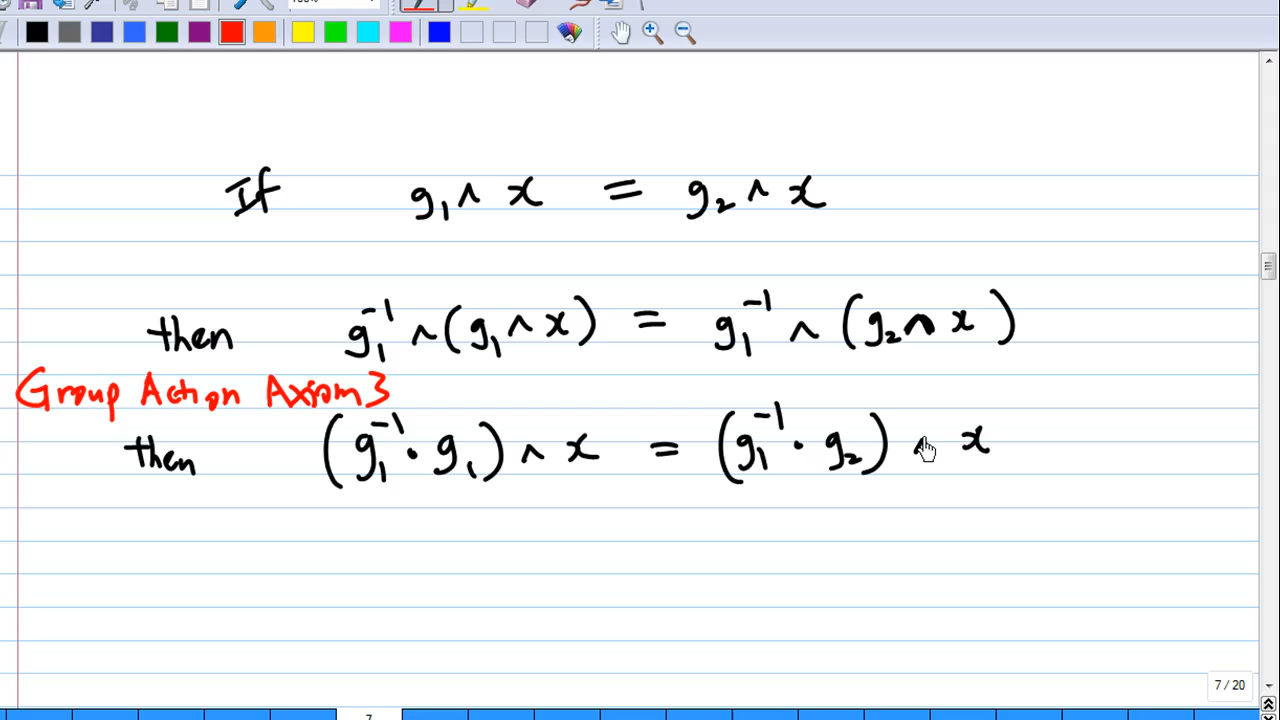 If g₁ ∧ x = g₂ ∧ x
then g₁⁻¹ ∧ (g₁ ∧ x) = g₁⁻¹ ∧ (g₂ ∧ x)
Group Action Axiom 3
then (g₁⁻¹ · g₁) ∧ x = (g₁⁻¹ · g₂) ∧ x
7 / 20
7